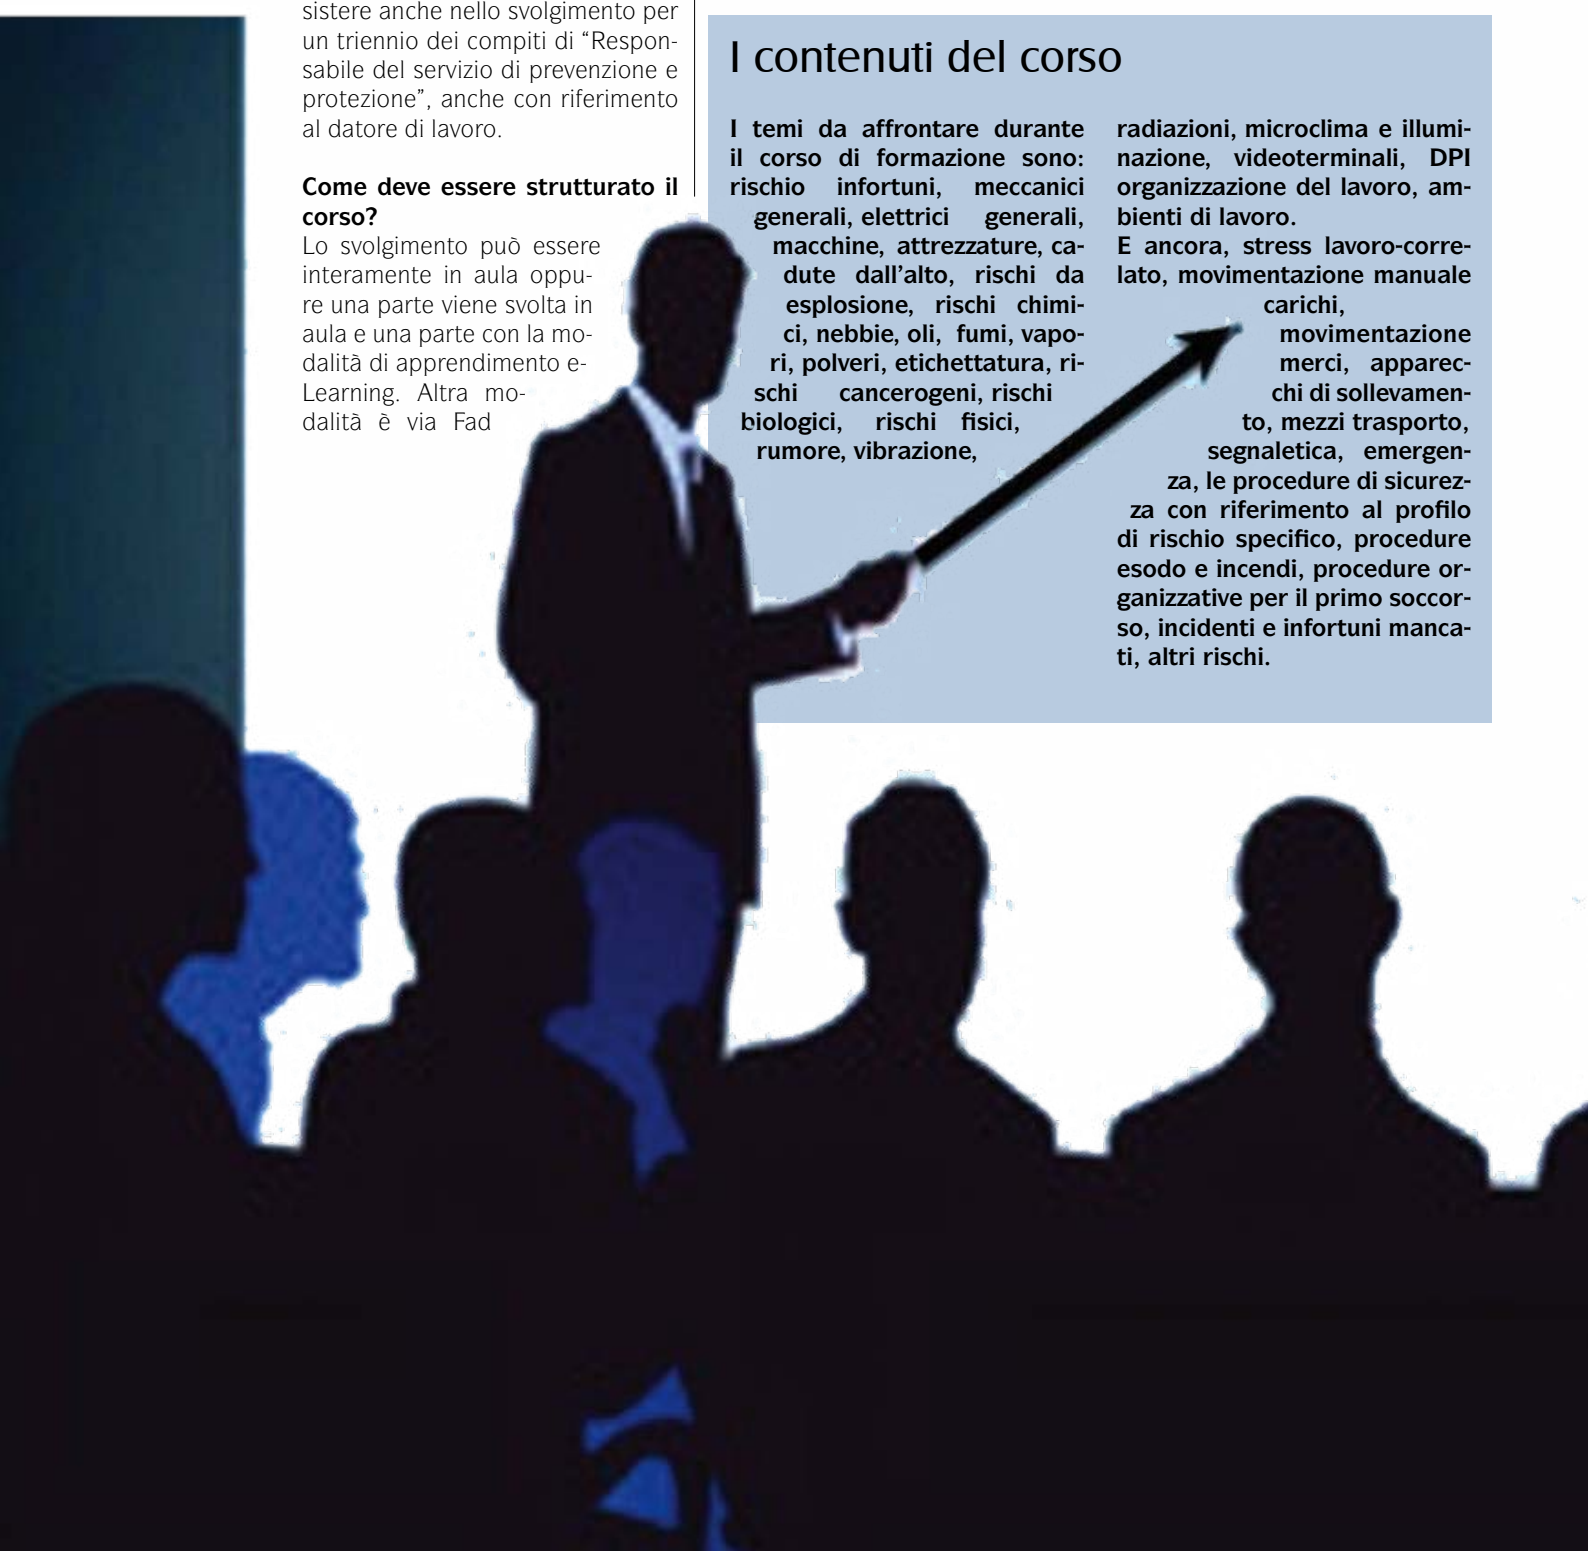 sistere anche nello svolgimento per
un triennio dei compiti di “Respon-
sabile del servizio di prevenzione e
protezione”, anche con riferimento
al datore di lavoro.
Come deve essere strutturato il
corso?
Lo svolgimento può essere
interamente in aula oppu-
re una parte viene svolta in
aula e una parte con la mo-
dalità di apprendimento e-
Learning. Altra mo-
dalità è via Fad
I contenuti del corso
I temi da affrontare durante
il corso di formazione sono:
rischio infortuni, meccanici
generali, elettrici generali,
macchine, attrezzature, ca-
dute dall'alto, rischi da
esplosione, rischi chimi-
ci, nebbie, oli, fumi, vapo-
ri, polveri, etichettatura, ri-
schi cancerogeni, rischi
biologici, rischi fisici,
rumore, vibrazione,
radiazioni, microclima e illumi-
nazione, videoterminali, DPI
organizzazione del lavoro, am-
bienti di lavoro.
E ancora, stress lavoro-corre-
lato, movimentazione manuale
carichi,
movimentazione
merci, apparec-
chi di sollevamen-
to, mezzi trasporto,
segnaletica, emergen-
za, le procedure di sicurez-
za con riferimento al profilo
di rischio specifico, procedure
esodo e incendi, procedure or-
ganizzative per il primo soccor-
so, incidenti e infortuni manca-
ti, altri rischi.